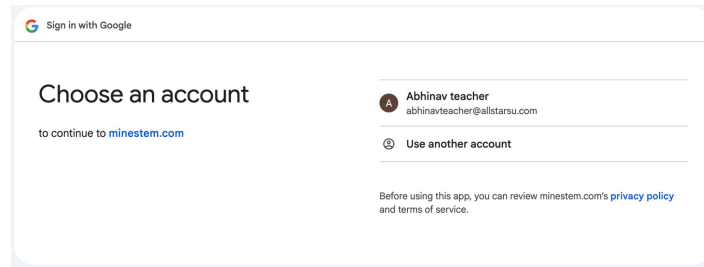 Sign in with Google
Choose an account
to continue to minestem.com
A
Abhinav teacher
abhinavteacher@allstarsu.com
Use another account
Before using this app, you can review minestem.com's privacy policy
and terms of service.